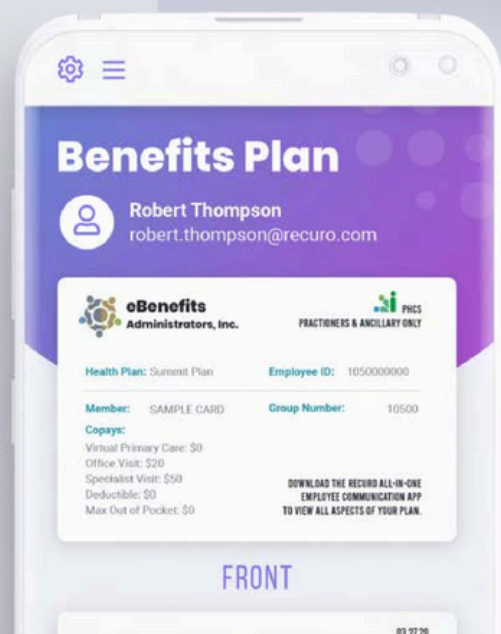 Benefits Plan
Robert Thompson
robert.thompson@recuro.com
eBenefits
Administrators, Inc.
PHCS
PRACTIONERS & ANCILLARY ONLY
Health Plan: Summit Plan
Employee ID: 1050000000
Member: SAMPLE CARD
Group Number: 10500
Copays:
Virtual Primary Care: $0
Office Visit: $20
Specialist Visit: $50
Deductible: $0
Max Out of Pocket: $0
DOWNLOAD THE RECURO ALL-IN-ONE
EMPLOYEE COMMUNICATION APP
TO VIEW ALL ASPECTS OF YOUR PLAN.
FRONT